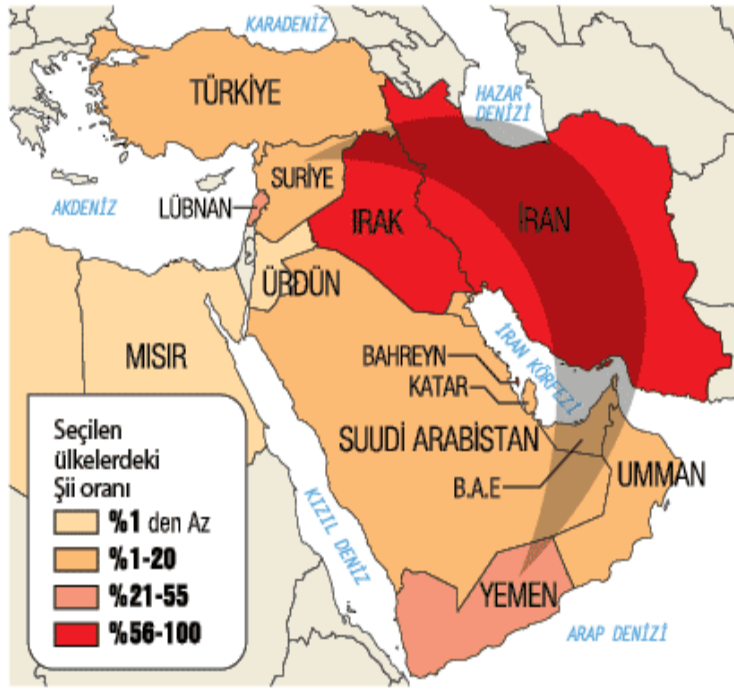 KARADENİZ
TÜRKİYE
HAZAR
DENİZİ
SURİYE
AKDENİZ
LÜBNAN
IRAK
İRAN
ÜRDÜN
MISIR
BAHREYN
KATAR
İRAN KÖRFEZİ
SUUDİ ARABİSTAN
B.A.E
UMMAN
KIZIL DENİZ
YEMEN
ARAP DENİZİ
Seçilen
ülkelerdeki
Şii oranı
%1 den Az
%1-20
%21-55
%56-100